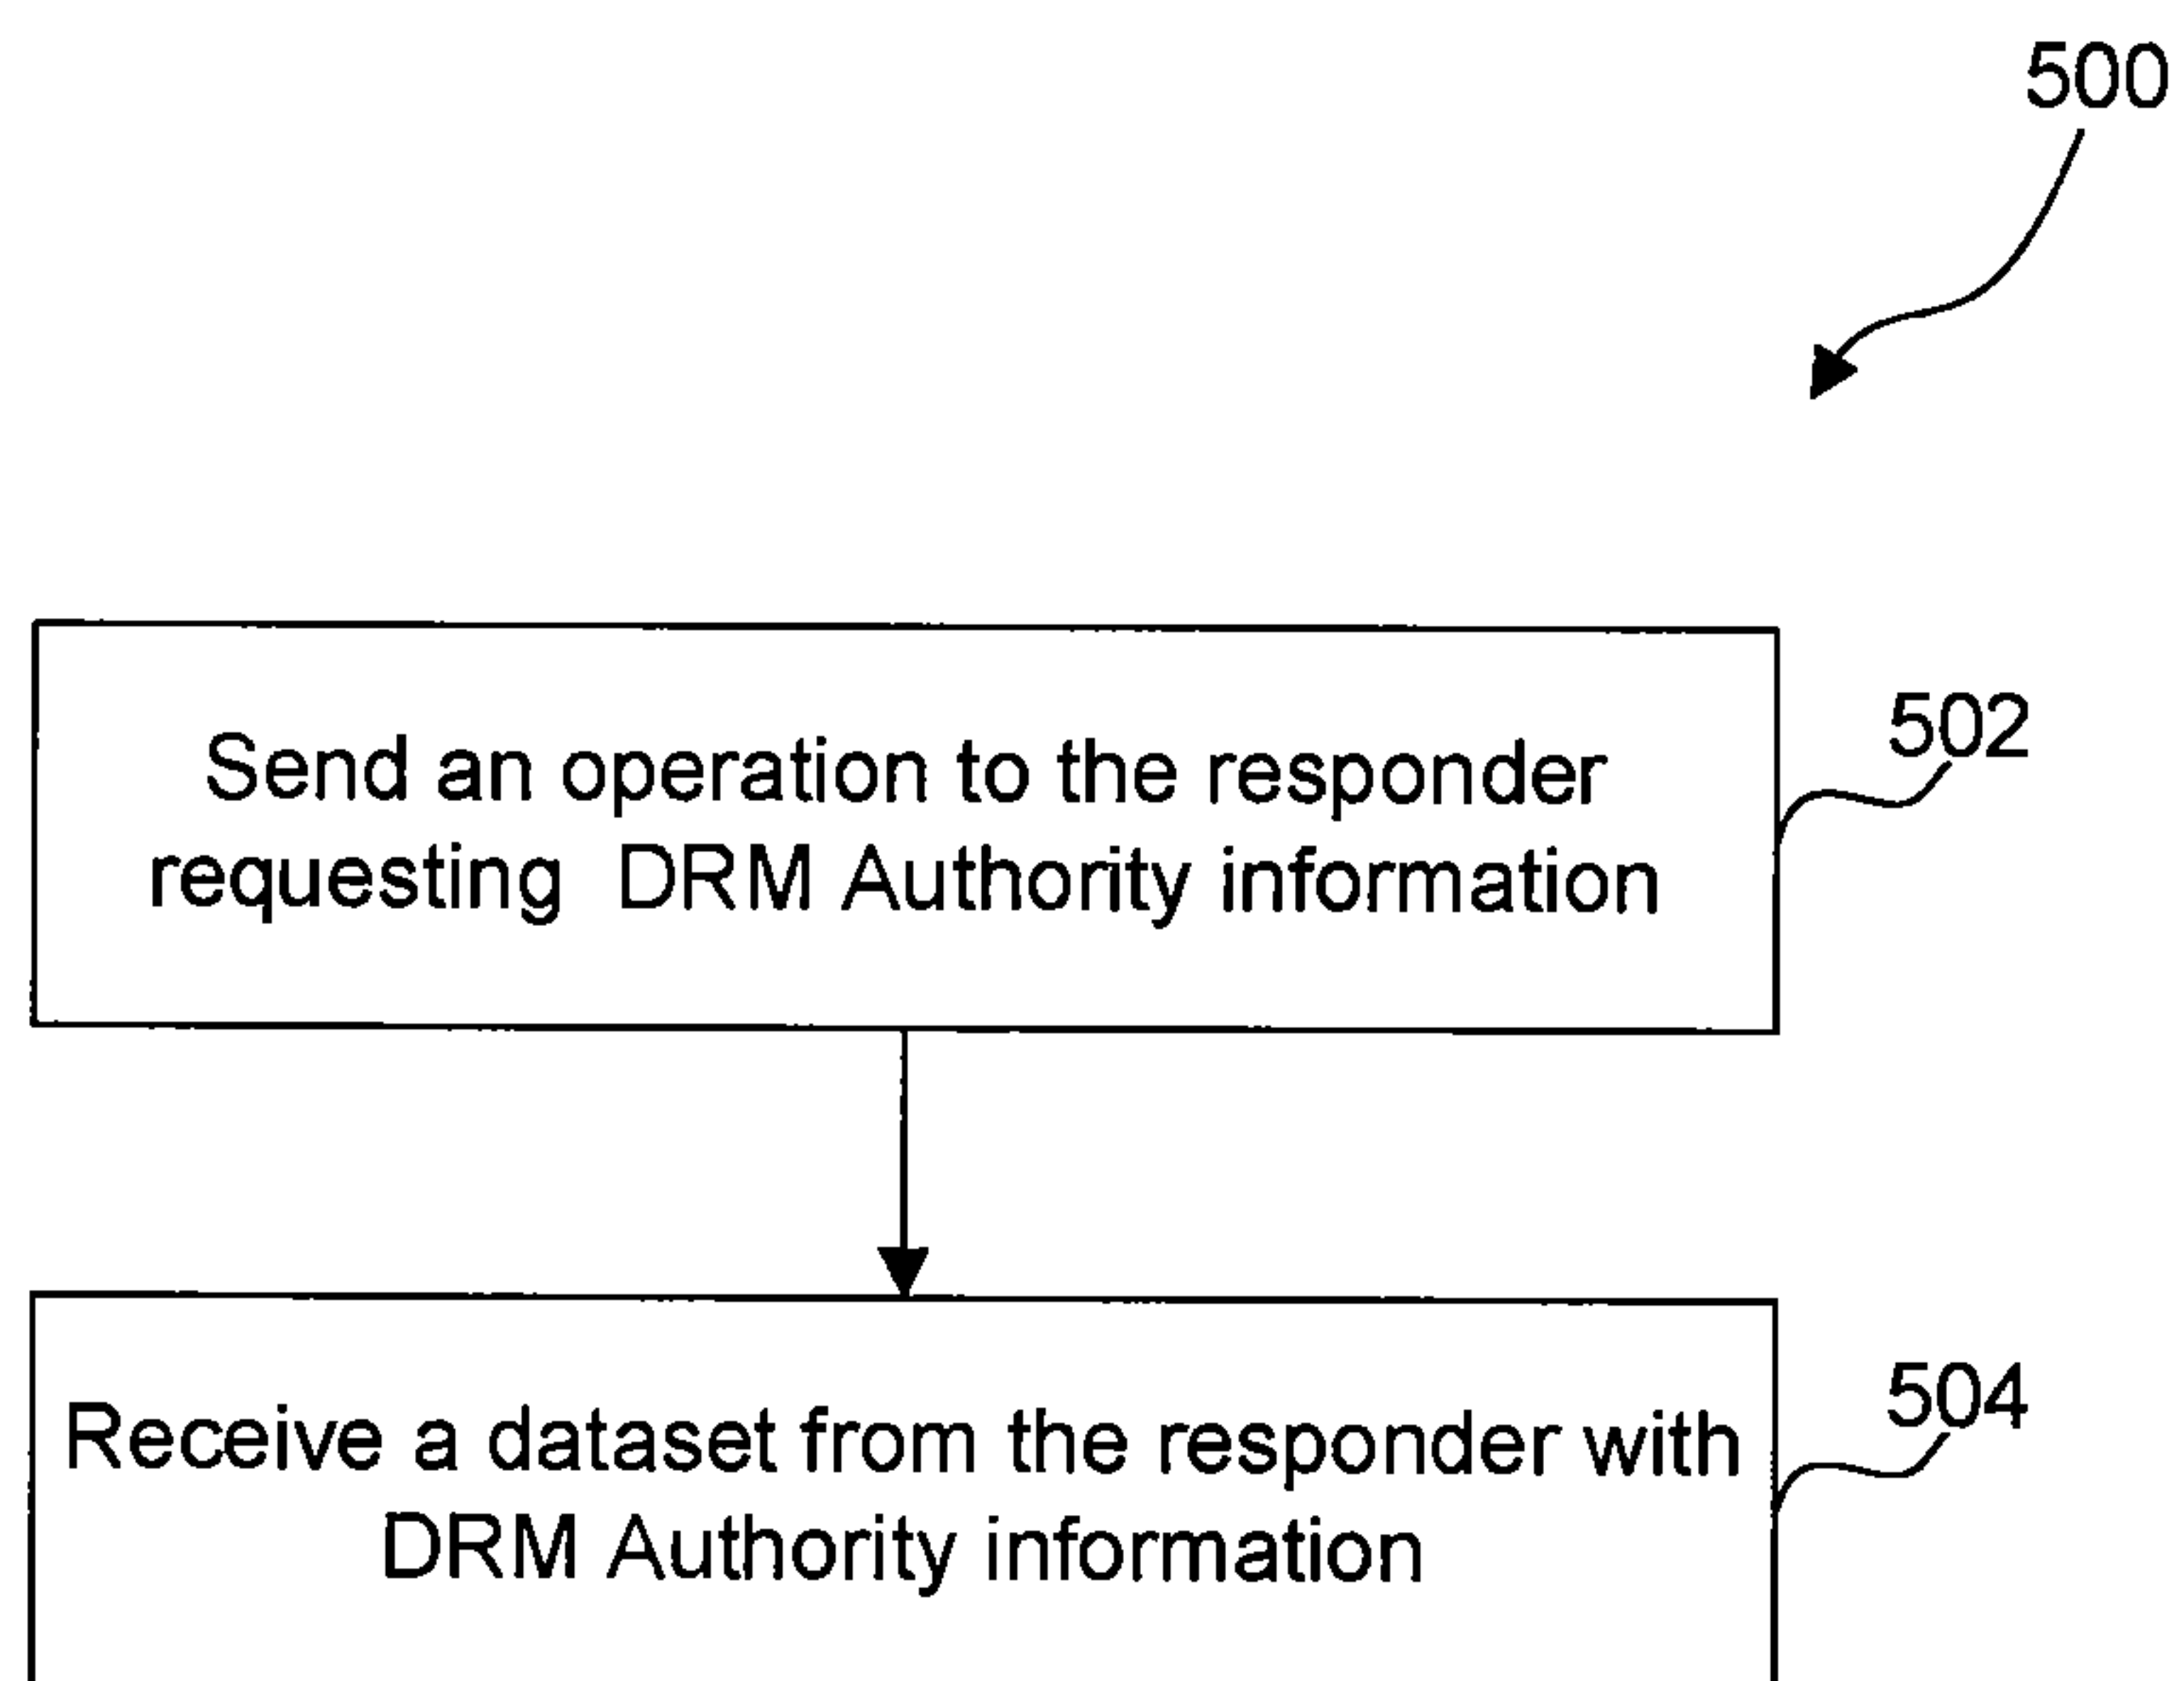 500
Send an operation to the responder
requesting DRM Authority information
502
Receive a dataset from the responder with
DRM Authority information
504